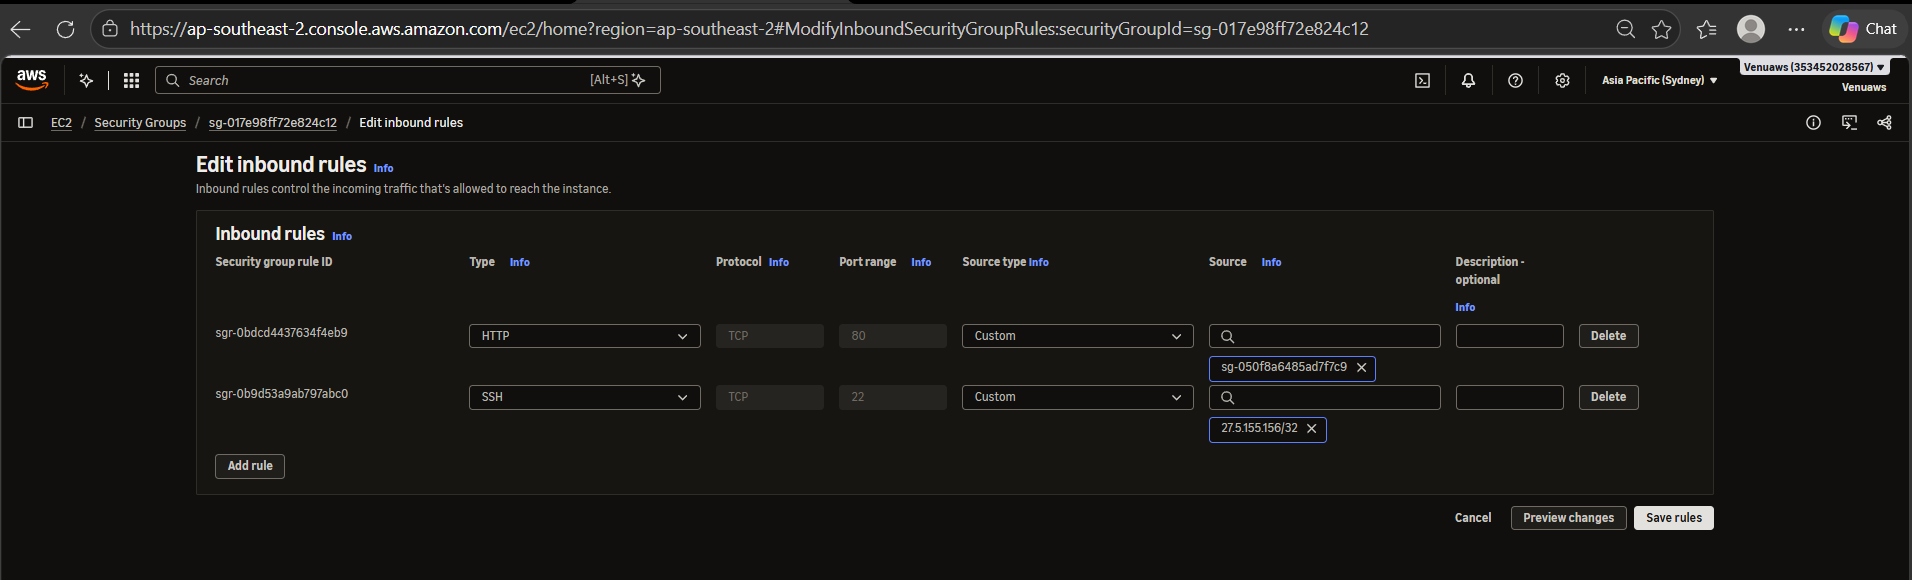 https://ap-southeast-2.console.aws.amazon.com/ec2/home?region=ap-southeast-2#ModifyInboundSecurityGroupRules:securityGroupId=sg-017e98ff72e824c12
Chat
aws
Search
[Alt+S]
Asia Pacific (Sydney)
Venuaws (353452028567)
Venuaws
EC2 / Security Groups / sg-017e98ff72e824c12 / Edit inbound rules
Edit inbound rules Info
Inbound rules control the incoming traffic that's allowed to reach the instance.
Inbound rules Info
Security group rule ID Type Info Protocol Info Port range Info Source type Info Source Info Description -
optional
Info
sgr-0bdcd4437634f4eb9 HTTP TCP 80 Custom Delete
sg-050f8a6485ad7f7c9
sgr-0b9d53a9ab797abc0 SSH TCP 22 Custom Delete
27.5.155.156/32
Add rule
Cancel Preview changes Save rules